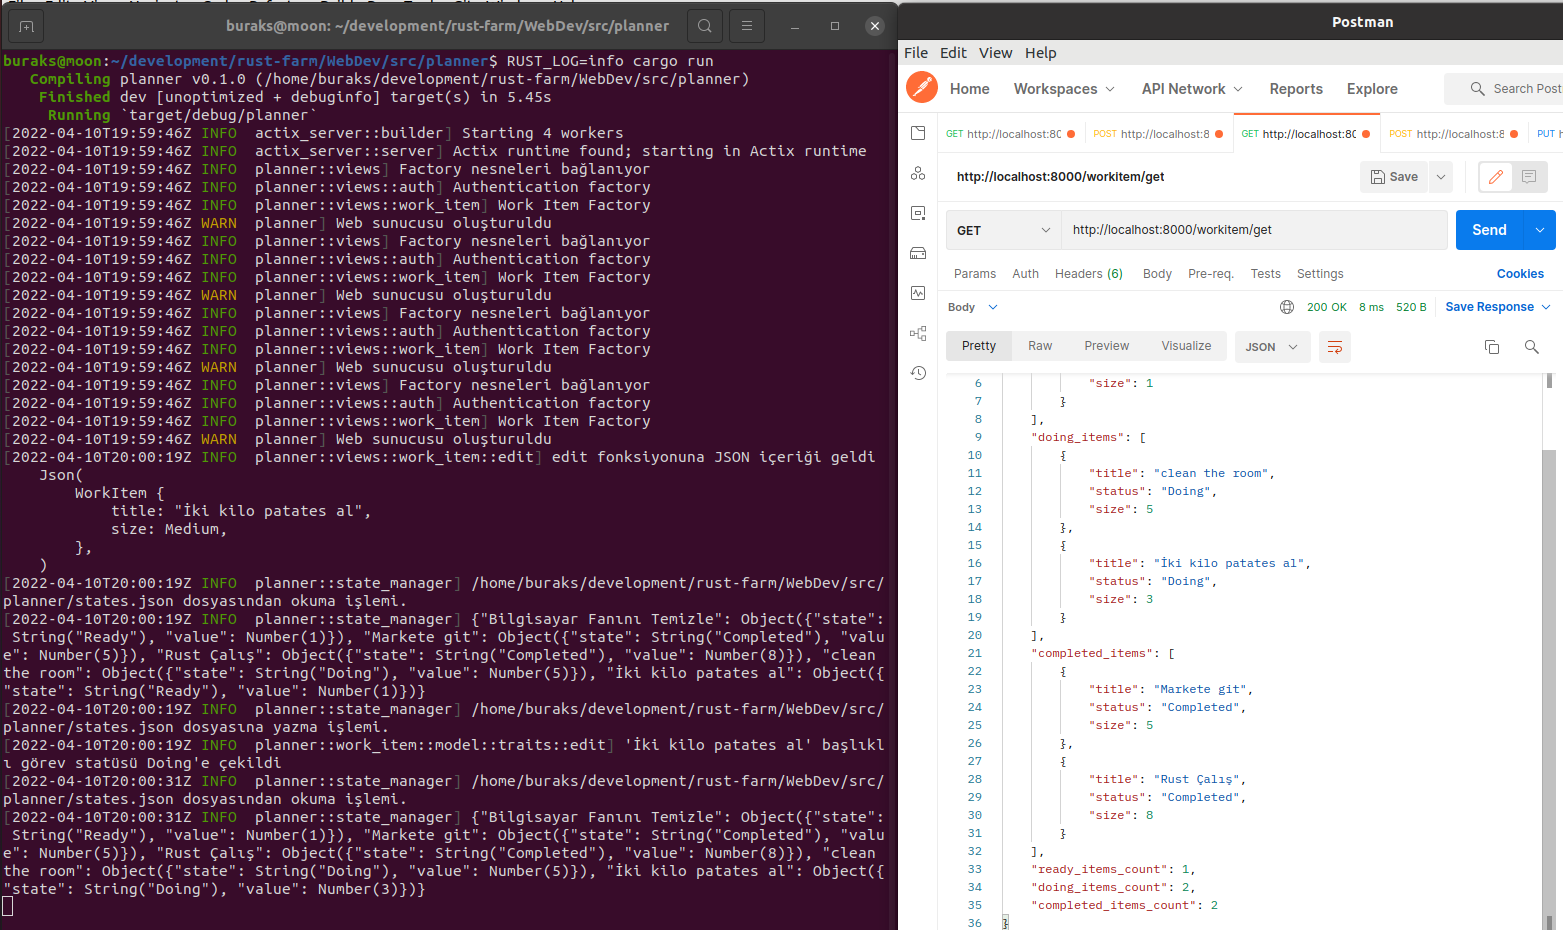 buraks@moon: ~/development/rust-farm/WebDev/src/planner
buraks@moon:~/development/rust-farm/WebDev/src/planner$ RUST_LOG=info cargo run
Compiling planner v0.1.0 (/home/buraks/development/rust-farm/WebDev/src/planner)
Finished dev [unoptimized + debuginfo] target(s) in 5.45s
Running `target/debug/planner`
[2022-04-10T19:59:46Z INFO  actix_server::builder] Starting 4 workers
[2022-04-10T19:59:46Z INFO  actix_server::server] Actix runtime found; starting in Actix runtime
[2022-04-10T19:59:46Z INFO  planner::views] Factory nesneleri bağlanıyor
[2022-04-10T19:59:46Z INFO  planner::views::auth] Authentication factory
[2022-04-10T19:59:46Z INFO  planner::views::work_item] Work Item Factory
[2022-04-10T19:59:46Z WARN  planner] Web sunucusu oluşturuldu
[2022-04-10T19:59:46Z INFO  planner::views] Factory nesneleri bağlanıyor
[2022-04-10T19:59:46Z INFO  planner::views::auth] Authentication factory
[2022-04-10T19:59:46Z INFO  planner::views::work_item] Work Item Factory
[2022-04-10T19:59:46Z WARN  planner] Web sunucusu oluşturuldu
[2022-04-10T19:59:46Z INFO  planner::views] Factory nesneleri bağlanıyor
[2022-04-10T19:59:46Z INFO  planner::views::auth] Authentication factory
[2022-04-10T19:59:46Z INFO  planner::views::work_item] Work Item Factory
[2022-04-10T19:59:46Z WARN  planner] Web sunucusu oluşturuldu
[2022-04-10T19:59:46Z INFO  planner::views] Factory nesneleri bağlanıyor
[2022-04-10T19:59:46Z INFO  planner::views::auth] Authentication factory
[2022-04-10T19:59:46Z INFO  planner::views::work_item] Work Item Factory
[2022-04-10T19:59:46Z WARN  planner] Web sunucusu oluşturuldu
[2022-04-10T20:00:19Z INFO  planner::views::work_item::edit] edit fonksiyonuna JSON içeriği geldi
Json(
WorkItem {
title: "İki kilo patates al",
size: Medium,
},
)
[2022-04-10T20:00:19Z INFO  planner::state_manager] /home/buraks/development/rust-farm/WebDev/src/
planner/states.json dosyasından okuma işlemi.
[2022-04-10T20:00:19Z INFO  planner::state_manager] {"Bilgisayar Fanını Temizle": Object({"state":
String("Ready"), "value": Number(1)}), "Markete git": Object({"state": String("Completed"), "valu
e": Number(5)}), "Rust Çalış": Object({"state": String("Completed"), "value": Number(8)}), "clean
the room": Object({"state": String("Doing"), "value": Number(5)}), "İki kilo patates al": Object({
"state": String("Ready"), "value": Number(1)})}
[2022-04-10T20:00:19Z INFO  planner::state_manager] /home/buraks/development/rust-farm/WebDev/src/
planner/states.json dosyasına yazma işlemi.
[2022-04-10T20:00:19Z INFO  planner::work_item::model::traits::edit] 'İki kilo patates al' başlıkl
ı görev statüsü Doing'e çekildi
[2022-04-10T20:00:31Z INFO  planner::state_manager] /home/buraks/development/rust-farm/WebDev/src/
planner/states.json dosyasından okuma işlemi.
[2022-04-10T20:00:31Z INFO  planner::state_manager] {"Bilgisayar Fanını Temizle": Object({"state":
String("Ready"), "value": Number(1)}), "Markete git": Object({"state": String("Completed"), "valu
e": Number(5)}), "Rust Çalış": Object({"state": String("Completed"), "value": Number(8)}), "clean
the room": Object({"state": String("Doing"), "value": Number(5)}), "İki kilo patates al": Object({
"state": String("Doing"), "value": Number(3)})}
Postman
File Edit View Help
Home Workspaces API Network Reports Explore Search Post
GET http://localhost:80 POST http://localhost:8 GET http://localhost:80 POST http://localhost:8 PUT h
http://localhost:8000/workitem/get Save
GET http://localhost:8000/workitem/get Send
Params Auth Headers (6) Body Pre-req. Tests Settings Cookies
Body 200 OK 8 ms 520 B Save Response
Pretty Raw Preview Visualize JSON
6 "size": 1
7 }
8 ],
9 "doing_items": [
10 {
11 "title": "clean the room",
12 "status": "Doing",
13 "size": 5
14 },
15 {
16 "title": "İki kilo patates al",
17 "status": "Doing",
18 "size": 3
19 }
20 ],
21 "completed_items": [
22 {
23 "title": "Markete git",
24 "status": "Completed",
25 "size": 5
26 },
27 {
28 "title": "Rust Çalış",
29 "status": "Completed",
30 "size": 8
31 }
32 ],
33 "ready_items_count": 1,
34 "doing_items_count": 2,
35 "completed_items_count": 2
36 }